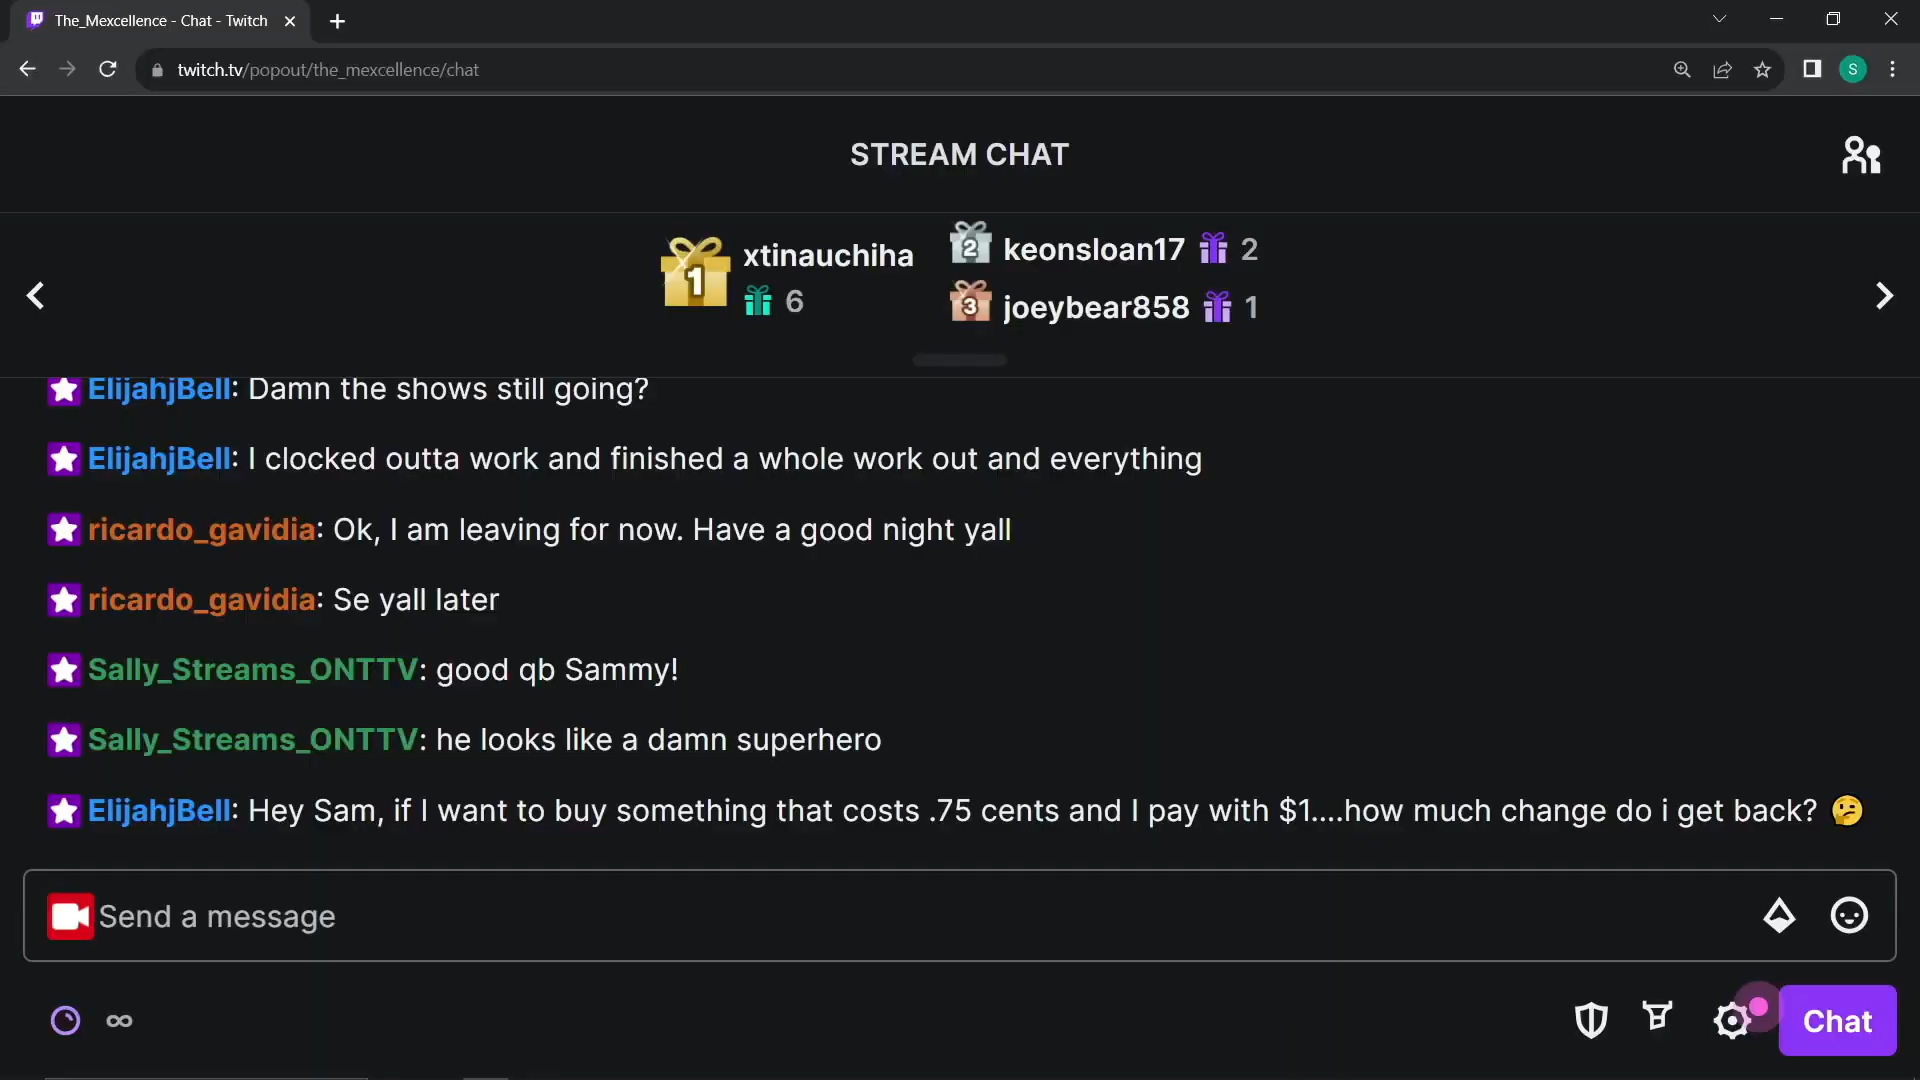 The_Mexcellence - Chat - Twitch
twitch.tv/popout/the_mexcellence/chat
S
STREAM CHAT
1
xtinauchiha
6
2 keonsloan17 2
3 joeybear858 1
ElijahjBell: Damn the shows still going?
ElijahjBell: I clocked outta work and finished a whole work out and everything
ricardo_gavidia: Ok, I am leaving for now. Have a good night yall
ricardo_gavidia: Se yall later
Sally_Streams_ONTTV: good qb Sammy!
Sally_Streams_ONTTV: he looks like a damn superhero
ElijahjBell: Hey Sam, if I want to buy something that costs .75 cents and I pay with $1....how much change do i get back? 🤔
Send a message
Chat